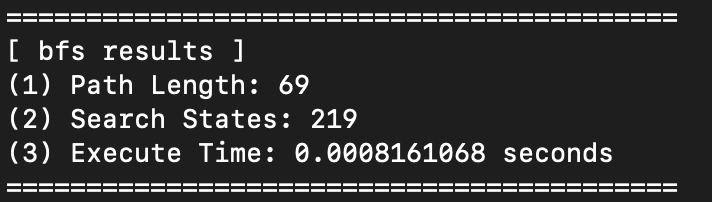 ==========================================
[ bfs results ]
(1) Path Length: 69
(2) Search States: 219
(3) Execute Time: 0.0008161068 seconds
==========================================